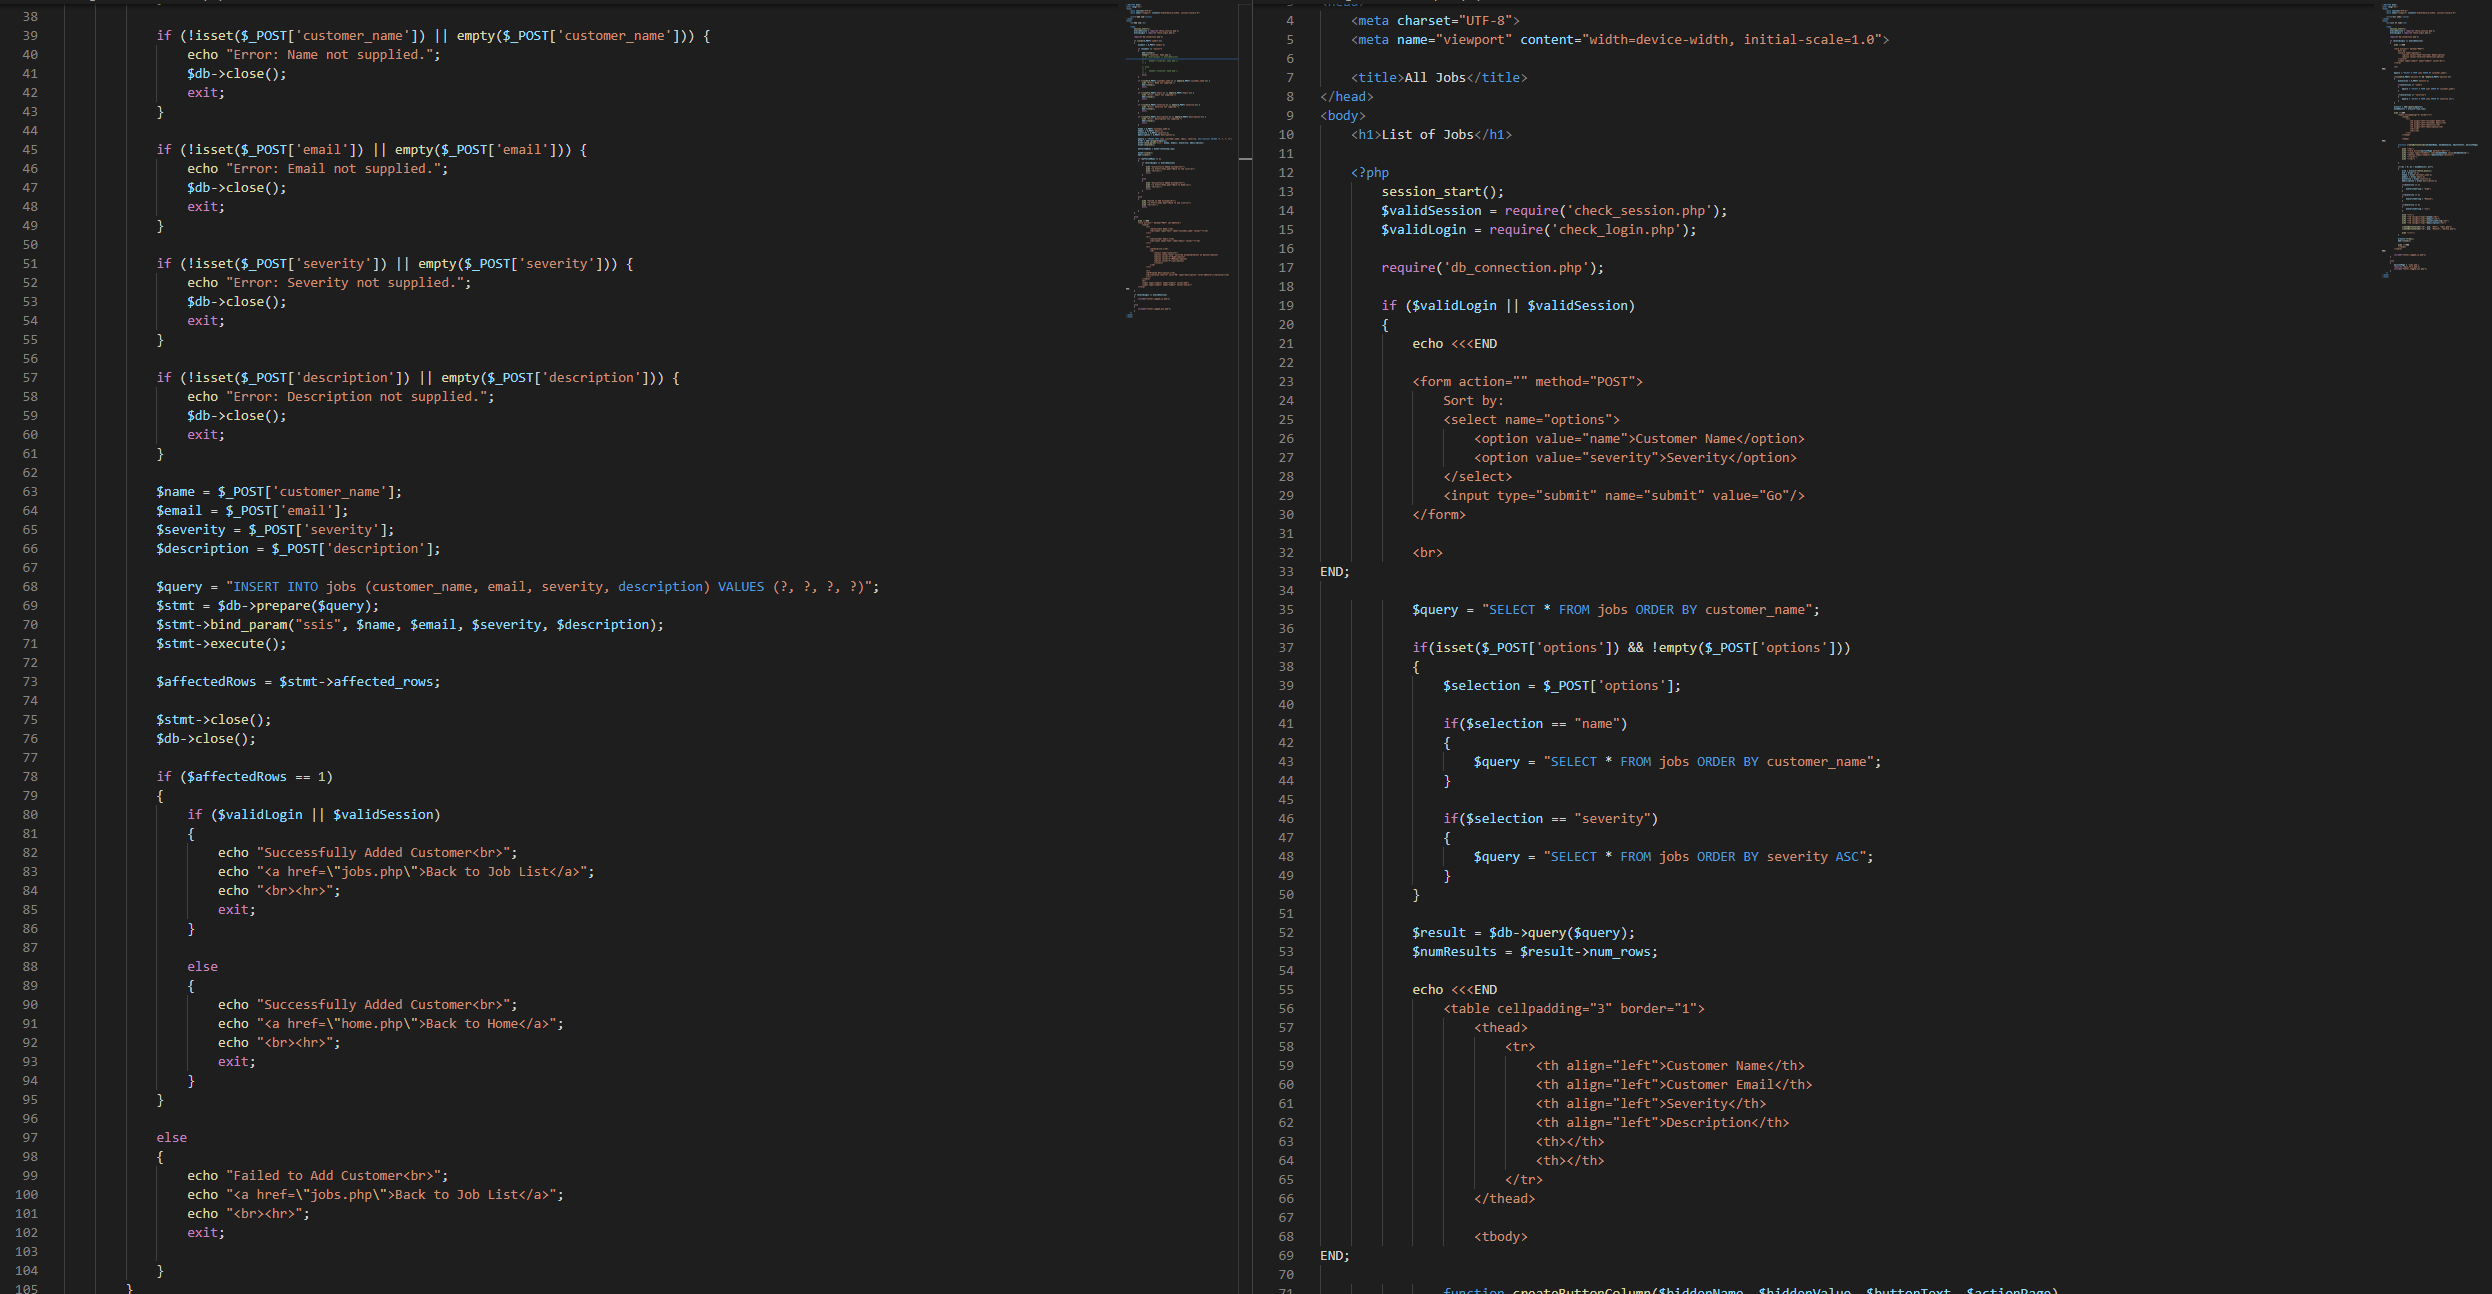 38
39 if (!isset($_POST['customer_name']) || empty($_POST['customer_name'])) {
40 echo "Error: Name not supplied.";
41 $db->close();
42 exit;
43 }
44
45 if (!isset($_POST['email']) || empty($_POST['email'])) {
46 echo "Error: Email not supplied.";
47 $db->close();
48 exit;
49 }
50
51 if (!isset($_POST['severity']) || empty($_POST['severity'])) {
52 echo "Error: Severity not supplied.";
53 $db->close();
54 exit;
55 }
56
57 if (!isset($_POST['description']) || empty($_POST['description'])) {
58 echo "Error: Description not supplied.";
59 $db->close();
60 exit;
61 }
62
63 $name = $_POST['customer_name'];
64 $email = $_POST['email'];
65 $severity = $_POST['severity'];
66 $description = $_POST['description'];
67
68 $query = "INSERT INTO jobs (customer_name, email, severity, description) VALUES (?, ?, ?, ?)";
69 $stmt = $db->prepare($query);
70 $stmt->bind_param("ssis", $name, $email, $severity, $description);
71 $stmt->execute();
72
73 $affectedRows = $stmt->affected_rows;
74
75 $stmt->close();
76 $db->close();
77
78 if ($affectedRows == 1)
79 {
80 if ($validLogin || $validSession)
81 {
82 echo "Successfully Added Customer<br>";
83 echo "<a href=\"jobs.php\">Back to Job List</a>";
84 echo "<br><hr>";
85 exit;
86 }
87
88 else
89 {
90 echo "Successfully Added Customer<br>";
91 echo "<a href=\"home.php\">Back to Home</a>";
92 echo "<br><hr>";
93 exit;
94 }
95 }
96
97 else
98 {
99 echo "Failed to Add Customer<br>";
100 echo "<a href=\"jobs.php\">Back to Job List</a>";
101 echo "<br><hr>";
102 exit;
103
104 }
105 }
4 <meta charset="UTF-8">
5 <meta name="viewport" content="width=device-width, initial-scale=1.0">
6
7 <title>All Jobs</title>
8 </head>
9 <body>
10 <h1>List of Jobs</h1>
11
12 <?php
13 session_start();
14 $validSession = require('check_session.php');
15 $validLogin = require('check_login.php');
16
17 require('db_connection.php');
18
19 if ($validLogin || $validSession)
20 {
21 echo <<<END
22
23 <form action="" method="POST">
24 Sort by:
25 <select name="options">
26 <option value="name">Customer Name</option>
27 <option value="severity">Severity</option>
28 </select>
29 <input type="submit" name="submit" value="Go"/>
30 </form>
31
32 <br>
33 END;
34
35 $query = "SELECT * FROM jobs ORDER BY customer_name";
36
37 if(isset($_POST['options']) && !empty($_POST['options']))
38 {
39 $selection = $_POST['options'];
40
41 if($selection == "name")
42 {
43 $query = "SELECT * FROM jobs ORDER BY customer_name";
44 }
45
46 if($selection == "severity")
47 {
48 $query = "SELECT * FROM jobs ORDER BY severity ASC";
49 }
50 }
51
52 $result = $db->query($query);
53 $numResults = $result->num_rows;
54
55 echo <<<END
56 <table cellpadding="3" border="1">
57 <thead>
58 <tr>
59 <th align="left">Customer Name</th>
60 <th align="left">Customer Email</th>
61 <th align="left">Severity</th>
62 <th align="left">Description</th>
63 <th></th>
64 <th></th>
65 </tr>
66 </thead>
67
68 <tbody>
69 END;
70
71 function createButtonColumn($hiddenName, $hiddenValue, $buttonText, $actionPage)